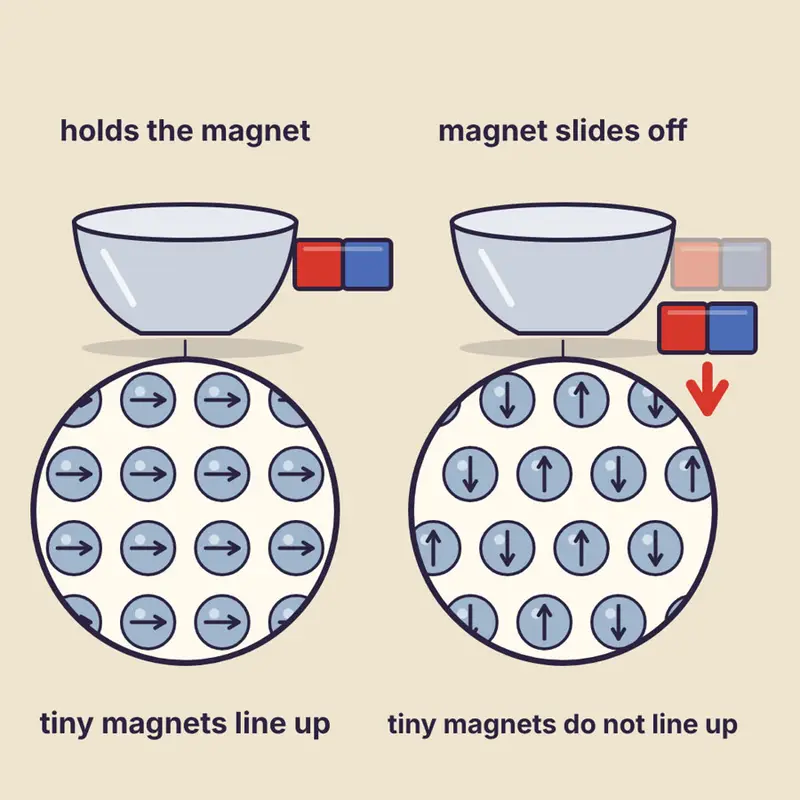 holds the magnet
magnet slides off
tiny magnets line up
tiny magnets do not line up